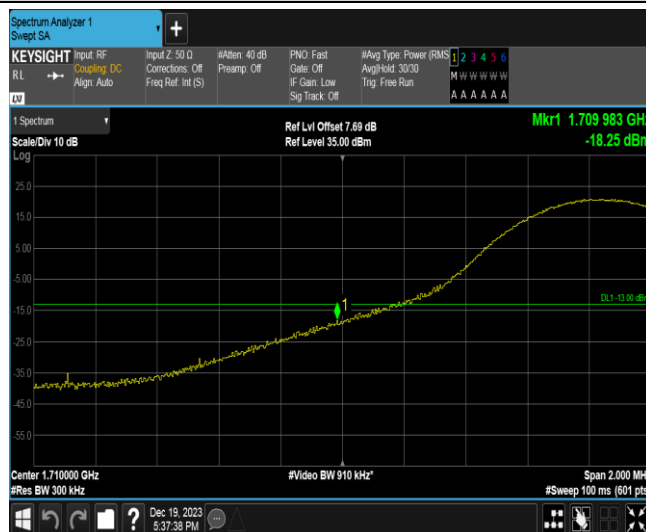 Spectrum Analyzer 1
Swept SA
KEYSIGHT
RL
Input: RF
Coupling: DC
Align: Auto
Input Z: 50 Ω
Corrections: Off
Freq Ref: Int (S)
#Atten: 40 dB
Preamp: Off
PNO: Fast
Gate: Off
IF Gain: Low
Sig Track: Off
#Avg Type: Power (RMS
Avg|Hold: 30/30
Trig: Free Run
1 2 3 4 5 6
M W W W W W
A A A A A A
LXI
1 Spectrum
Scale/Div 10 dB
Ref Lvl Offset 7.69 dB
Ref Level 35.00 dBm
Mkr1 1.709 983 GHz
-18.25 dBm
Log
25.0
15.0
5.00
-5.00
-15.0
-25.0
-35.0
-45.0
-55.0
1
DL1 -13.00 dBm
Center 1.710000 GHz
#Res BW 300 kHz
#Video BW 910 kHz*
Span 2.000 MH
#Sweep 100 ms (601 pts
?
Dec 19, 2023
5:37:38 PM